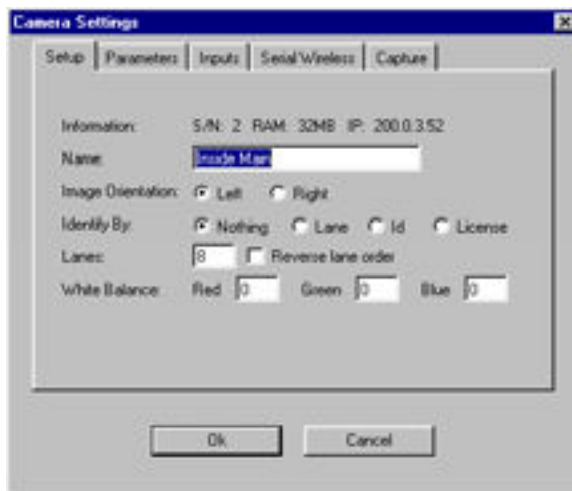 Camera Settings
Setup Parameters Inputs Serial Wireless Capture
Information: S/N: 2 RAM: 32MB IP: 200.0.3.52
Name: Inside Main
Image Orientation: Left Right
Identify By: Nothing Lane Id License
Lanes: 8 Reverse lane order
White Balance: Red 0 Green 0 Blue 0
Ok Cancel